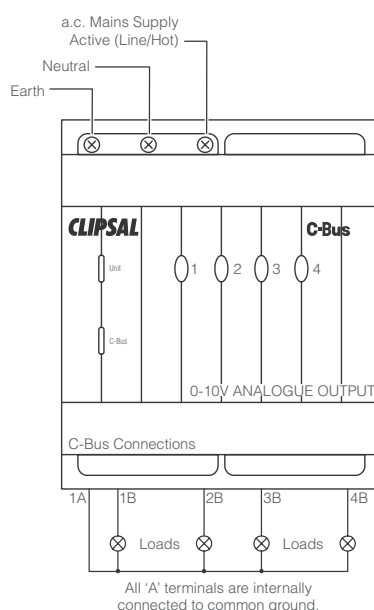 a.c. Mains Supply
Active (Line/Hot)
Neutral
Earth
CLIPSAL
C-Bus
Unit
1
2
3
4
C-Bus
0-10V ANALOGUE OUTPUT
C-Bus Connections
1A
1B
2B
3B
4B
Loads
Loads
All ‘A’ terminals are internally
connected to common ground.